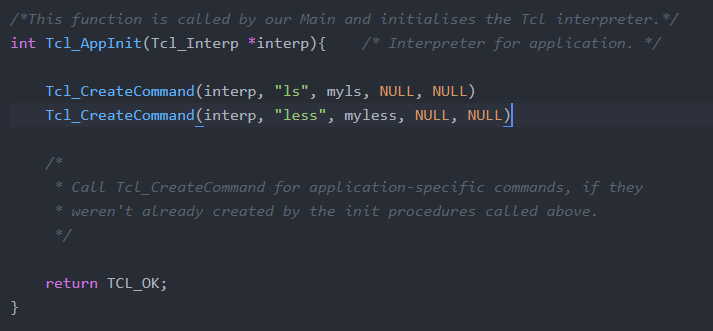 /*This function is called by our Main and initialises the Tcl interpreter.*/
int Tcl_AppInit(Tcl_Interp *interp){    /* Interpreter for application. */
Tcl_CreateCommand(interp, "ls", myls, NULL, NULL)
Tcl_CreateCommand(interp, "less", myless, NULL, NULL)
/*
* Call Tcl_CreateCommand for application-specific commands, if they
* weren't already created by the init procedures called above.
*/
return TCL_OK;
}